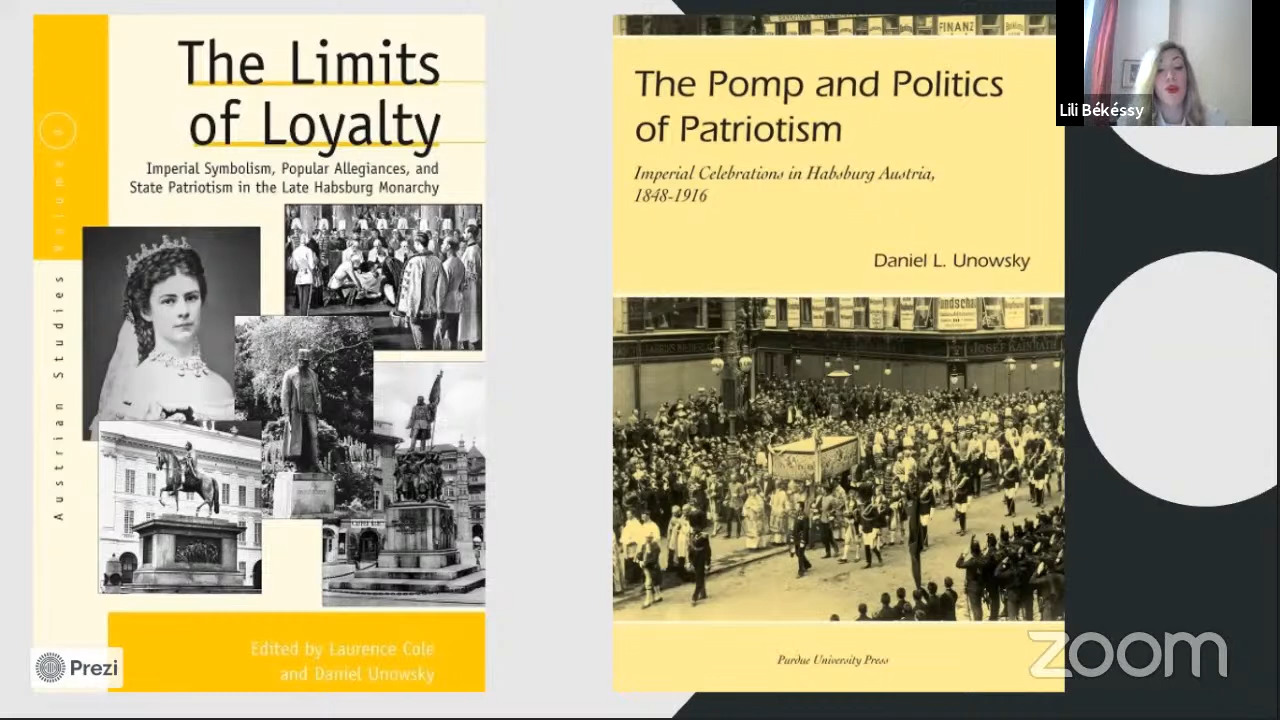 The Limits
of Loyalty
Imperial Symbolism, Popular Allegiances, and
State Patriotism in the Late Habsburg Monarchy
Austrian Studies
Volume
Edited by Laurence Cole
and Daniel Unowsky
Prezi
FINANZ
The Pomp and Politics
of Patriotism
Imperial Celebrations in Habsburg Austria,
1848-1916
Daniel L. Unowsky
Purdue University Press
Lili Békéssy
zoom